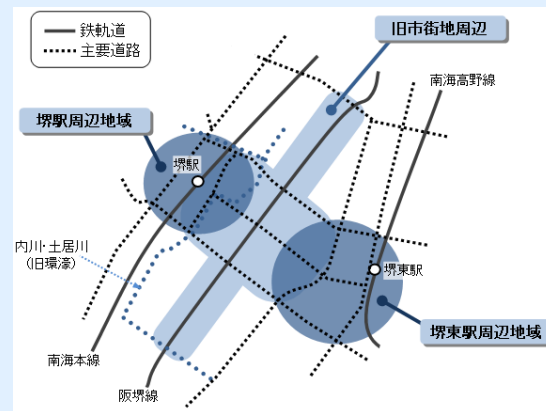 鉄軌道
主要道路
旧市街地周辺
南海高野線
堺駅周辺地域
堺駅
内川・土居川
(旧環濠)
堺東駅
堺東駅周辺地域
南海本線
阪堺線